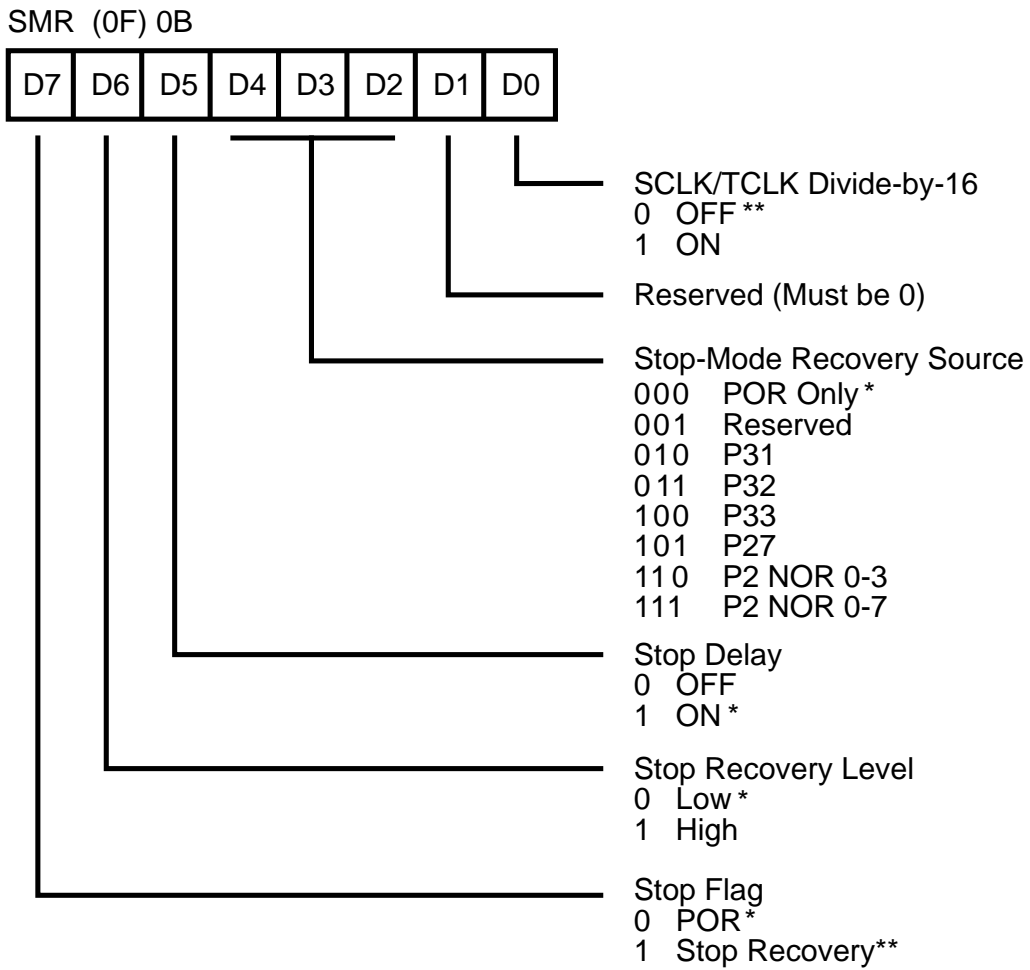 SMR (0F) 0B
D7 D6 D5 D4 D3 D2 D1 D0
SCLK/TCLK Divide-by-16
0 OFF **
1 ON
Reserved (Must be 0)
Stop-Mode Recovery Source
000 POR Only *
001 Reserved
010 P31
011 P32
100 P33
101 P27
110 P2 NOR 0-3
111 P2 NOR 0-7
Stop Delay
0 OFF
1 ON *
Stop Recovery Level
0 Low *
1 High
Stop Flag
0 POR *
1 Stop Recovery**